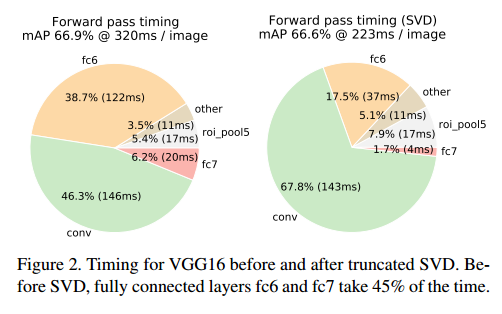 Forward pass timing
mAP 66.9% @ 320ms / image
fc6
38.7% (122ms)
other
3.5% (11ms)
roi_pool5
5.4% (17ms)
6.2% (20ms)
fc7
46.3% (146ms)
conv
Forward pass timing (SVD)
mAP 66.6% @ 223ms / image
fc6
17.5% (37ms)
other
5.1% (11ms)
roi_pool5
7.9% (17ms)
1.7% (4ms)
fc7
67.8% (143ms)
conv
Figure 2. Timing for VGG16 before and after truncated SVD. Be-
fore SVD, fully connected layers fc6 and fc7 take 45% of the time.